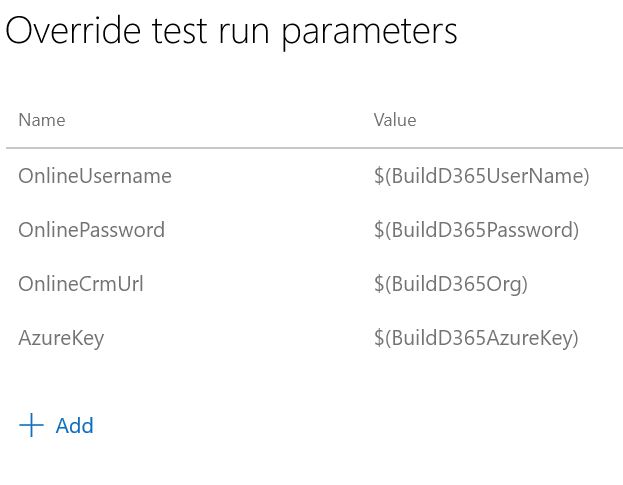 Override test run parameters
Name Value
OnlineUsername $(BuildD365UserName)
OnlinePassword $(BuildD365Password)
OnlineCrmUrl $(BuildD365Org)
AzureKey $(BuildD365AzureKey)
Add